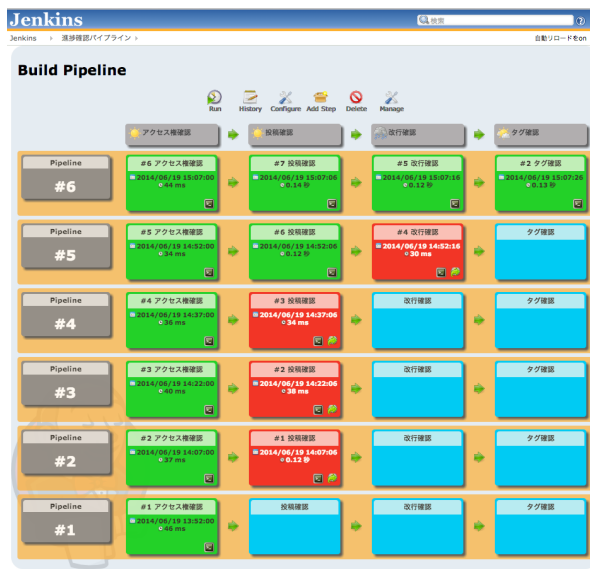 Jenkins
検索
Jenkins
進捗確認パイプライン
自動リロードをon
Build Pipeline
Run
History
Configure
Add Step
Delete
Manage
アクセス権確認
投稿確認
改行確認
タグ確認
Pipeline
#6
#6 アクセス権確認
2014/06/19 15:07:00
44 ms
#7 投稿確認
2014/06/19 15:07:06
0.14 秒
#5 改行確認
2014/06/19 15:07:16
0.12 秒
#2 タグ確認
2014/06/19 15:07:26
0.13 秒
Pipeline
#5
#5 アクセス権確認
2014/06/19 14:52:00
34 ms
#6 投稿確認
2014/06/19 14:52:06
0.12 秒
#4 改行確認
2014/06/19 14:52:16
30 ms
タグ確認
Pipeline
#4
#4 アクセス権確認
2014/06/19 14:37:00
36 ms
#3 投稿確認
2014/06/19 14:37:06
34 ms
改行確認
タグ確認
Pipeline
#3
#3 アクセス権確認
2014/06/19 14:22:00
40 ms
#2 投稿確認
2014/06/19 14:22:06
38 ms
改行確認
タグ確認
Pipeline
#2
#2 アクセス権確認
2014/06/19 14:07:00
37 ms
#1 投稿確認
2014/06/19 14:07:06
0.12 秒
改行確認
タグ確認
Pipeline
#1
#1 アクセス権確認
2014/06/19 13:52:00
46 ms
投稿確認
改行確認
タグ確認